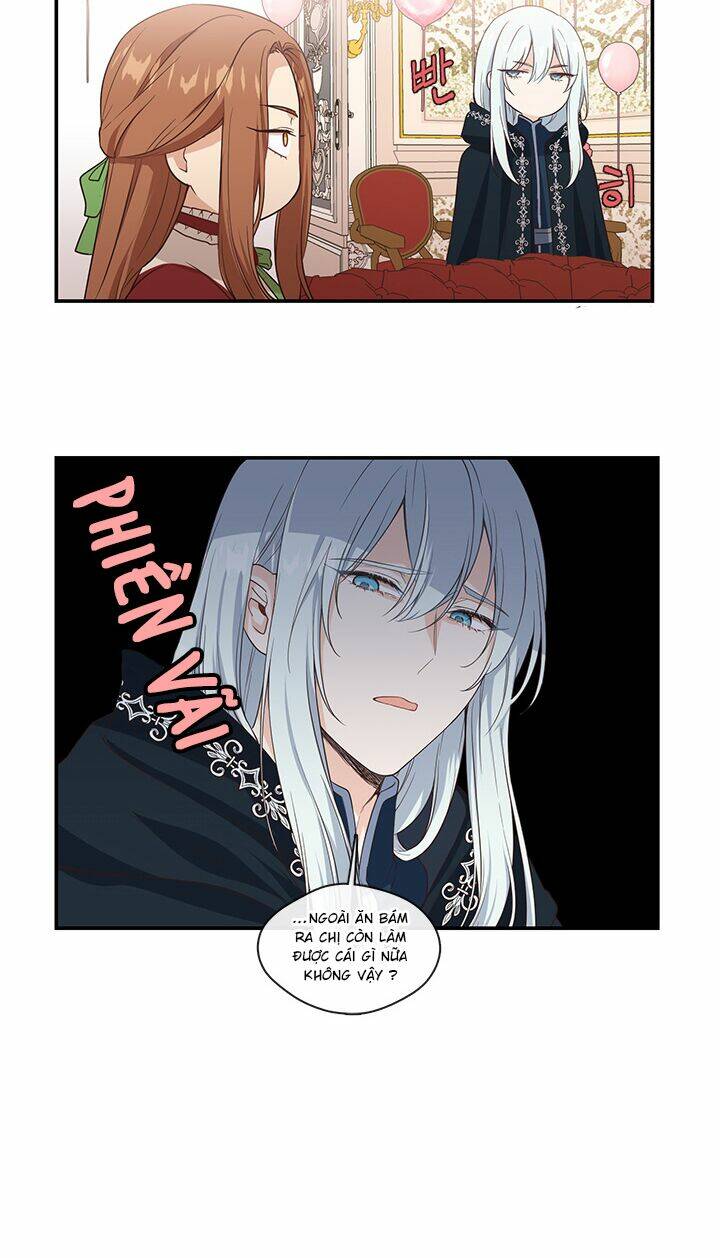 빤
히
PHIỀN VÃI
...NGOÀI ĂN BÁM
RA CHỊ CÒN LÀM
ĐƯỢC CÁI GÌ NỮA
KHÔNG VẬY ?